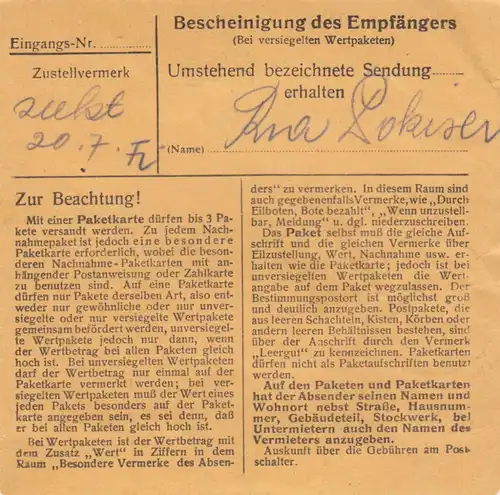 Eingangs-Nr.
Zustellvermerk
20. 7.
Bescheinigung des Empfängers
(Bei versiegelten Wertpaketen)
Umstehend bezeichnete Sendung
erhalten
(Name)
Zur Beachtung!
Mit einer Paketkarte dürfen bis 3 Pa-
kete versandt werden. Zu jedem Nach-
nahmepaket ist jedoch eine besondere
Paketkarte erforderlich, wobei die beson-
deren Nachnahme-Paketkarten mit an-
hängender Postanweisung oder Zahlkarte
zu benutzen sind. Auf eine Paketkarte
dürfen nur Pakete derselben Art, also ent-
weder nur gewöhnliche oder nur unver-
siegelte oder nur versiegelte Wertpakete
gemeinsam befördert werden, unversiegel-
te Wertpakete jedoch nur dann, wenn
der Wertbetrag bei allen Paketen gleich
hoch ist. Bei unversiegelten Wertpaketen
darf der Wertbetrag nur einmal auf der
Paketkarte vermerkt werden; bei ver-
siegelten Wertpaketen muß der Wert eines
jeden Pakets besonders auf der Paket-
karte angegeben sein, es sei denn, daß
er bei allen Paketen gleich hoch ist.
Bei Wertpaketen ist der Wertbetrag mit
dem Zusatz „Wert" in Ziffern in dem
Raum „Besondere Vermerke des Absen-
ders" zu vermerken. In diesem Raum sind
auch gegebenenfalls Vermerke, wie „Durch
Eilboten, Bote bezahlt", „Wenn unzustell-
bar, Meldung" u. dgl. niederzuschreiben.
Das Paket selbst muß die gleiche Auf-
schrift und die gleichen Vermerke über
Eilzustellung, Wert, Nachnahme usw. er-
halten wie die Paketkarte; jedoch ist bei
unversiegelten Wertpaketen die Wert-
angabe auf dem Paket wegzulassen. Der
Bestimmungspostort ist möglichst groß
und deutlich anzugeben. Postpakete, die
aus leeren Schachteln, Kisten, Körben oder
andern leeren Behältnissen bestehen, sind
über der Aufschrift durch den Vermerk
„Leergut" zu kennzeichnen. Paketkarten
dürfen nicht als Paketaufschriften benutzt
werden.
Auf den Paketen und Paketkarten
hat der Absender seinen Namen und
Wohnort nebst Straße, Hausnum-
mer, Gebäudeteil, Stockwerk, bei
Untermietern auch den Namen des
Vermieters anzugeben.
Auskunft über die Gebühren am Post-
schalter.